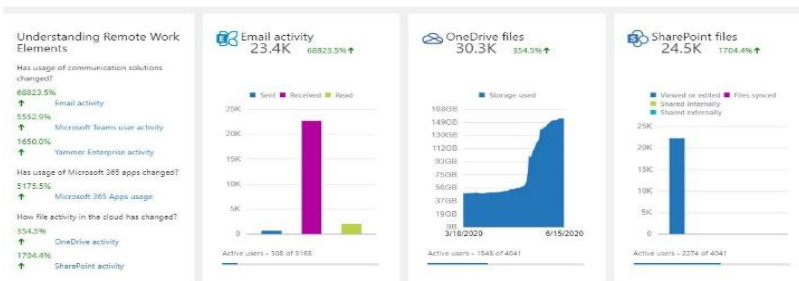 Understanding Remote Work
Elements
Has usage of communication solutions
changed?
68823.5%
↑ Email activity
5552.9%
↑ Microsoft Teams user activity
1650.0%
↑ Yammer Enterprise activity
Has usage of Microsoft 365 apps changed?
5175.5%
↑ Microsoft 365 Apps usage
How file activity in the cloud has changed?
354.5%
↑ OneDrive activity
1704.4%
↑ SharePoint activity
Email activity
23.4K 68823.5%↑
Sent Received Read
25K
20K
15K
10K
5K
0
Active users - 308 of 3168
OneDrive files
30.3K 354.5%↑
Storage used
168GB
149GB
130GB
112GB
93GB
75GB
56GB
37GB
19GB
0B
3/18/2020 6/15/2020
Active users - 1548 of 4041
SharePoint files
24.5K 1704.4%↑
Viewed or edited Files synced
Shared internally
Shared externally
25K
20K
15K
10K
5K
0
Active users - 2274 of 4041